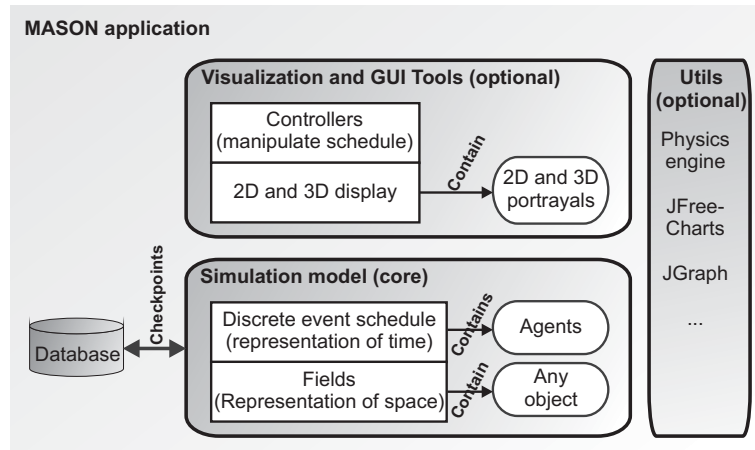 MASON application
Visualization and GUI Tools (optional)
Controllers
(manipulate schedule)
2D and 3D display
Contain
2D and 3D
portrayals
Utils
(optional)
Physics
engine
JFree-
Charts
JGraph
...
Simulation model (core)
Discrete event schedule
(representation of time)
Contains
Agents
Fields
(Representation of space)
Contain
Any
object
Checkpoints
Database